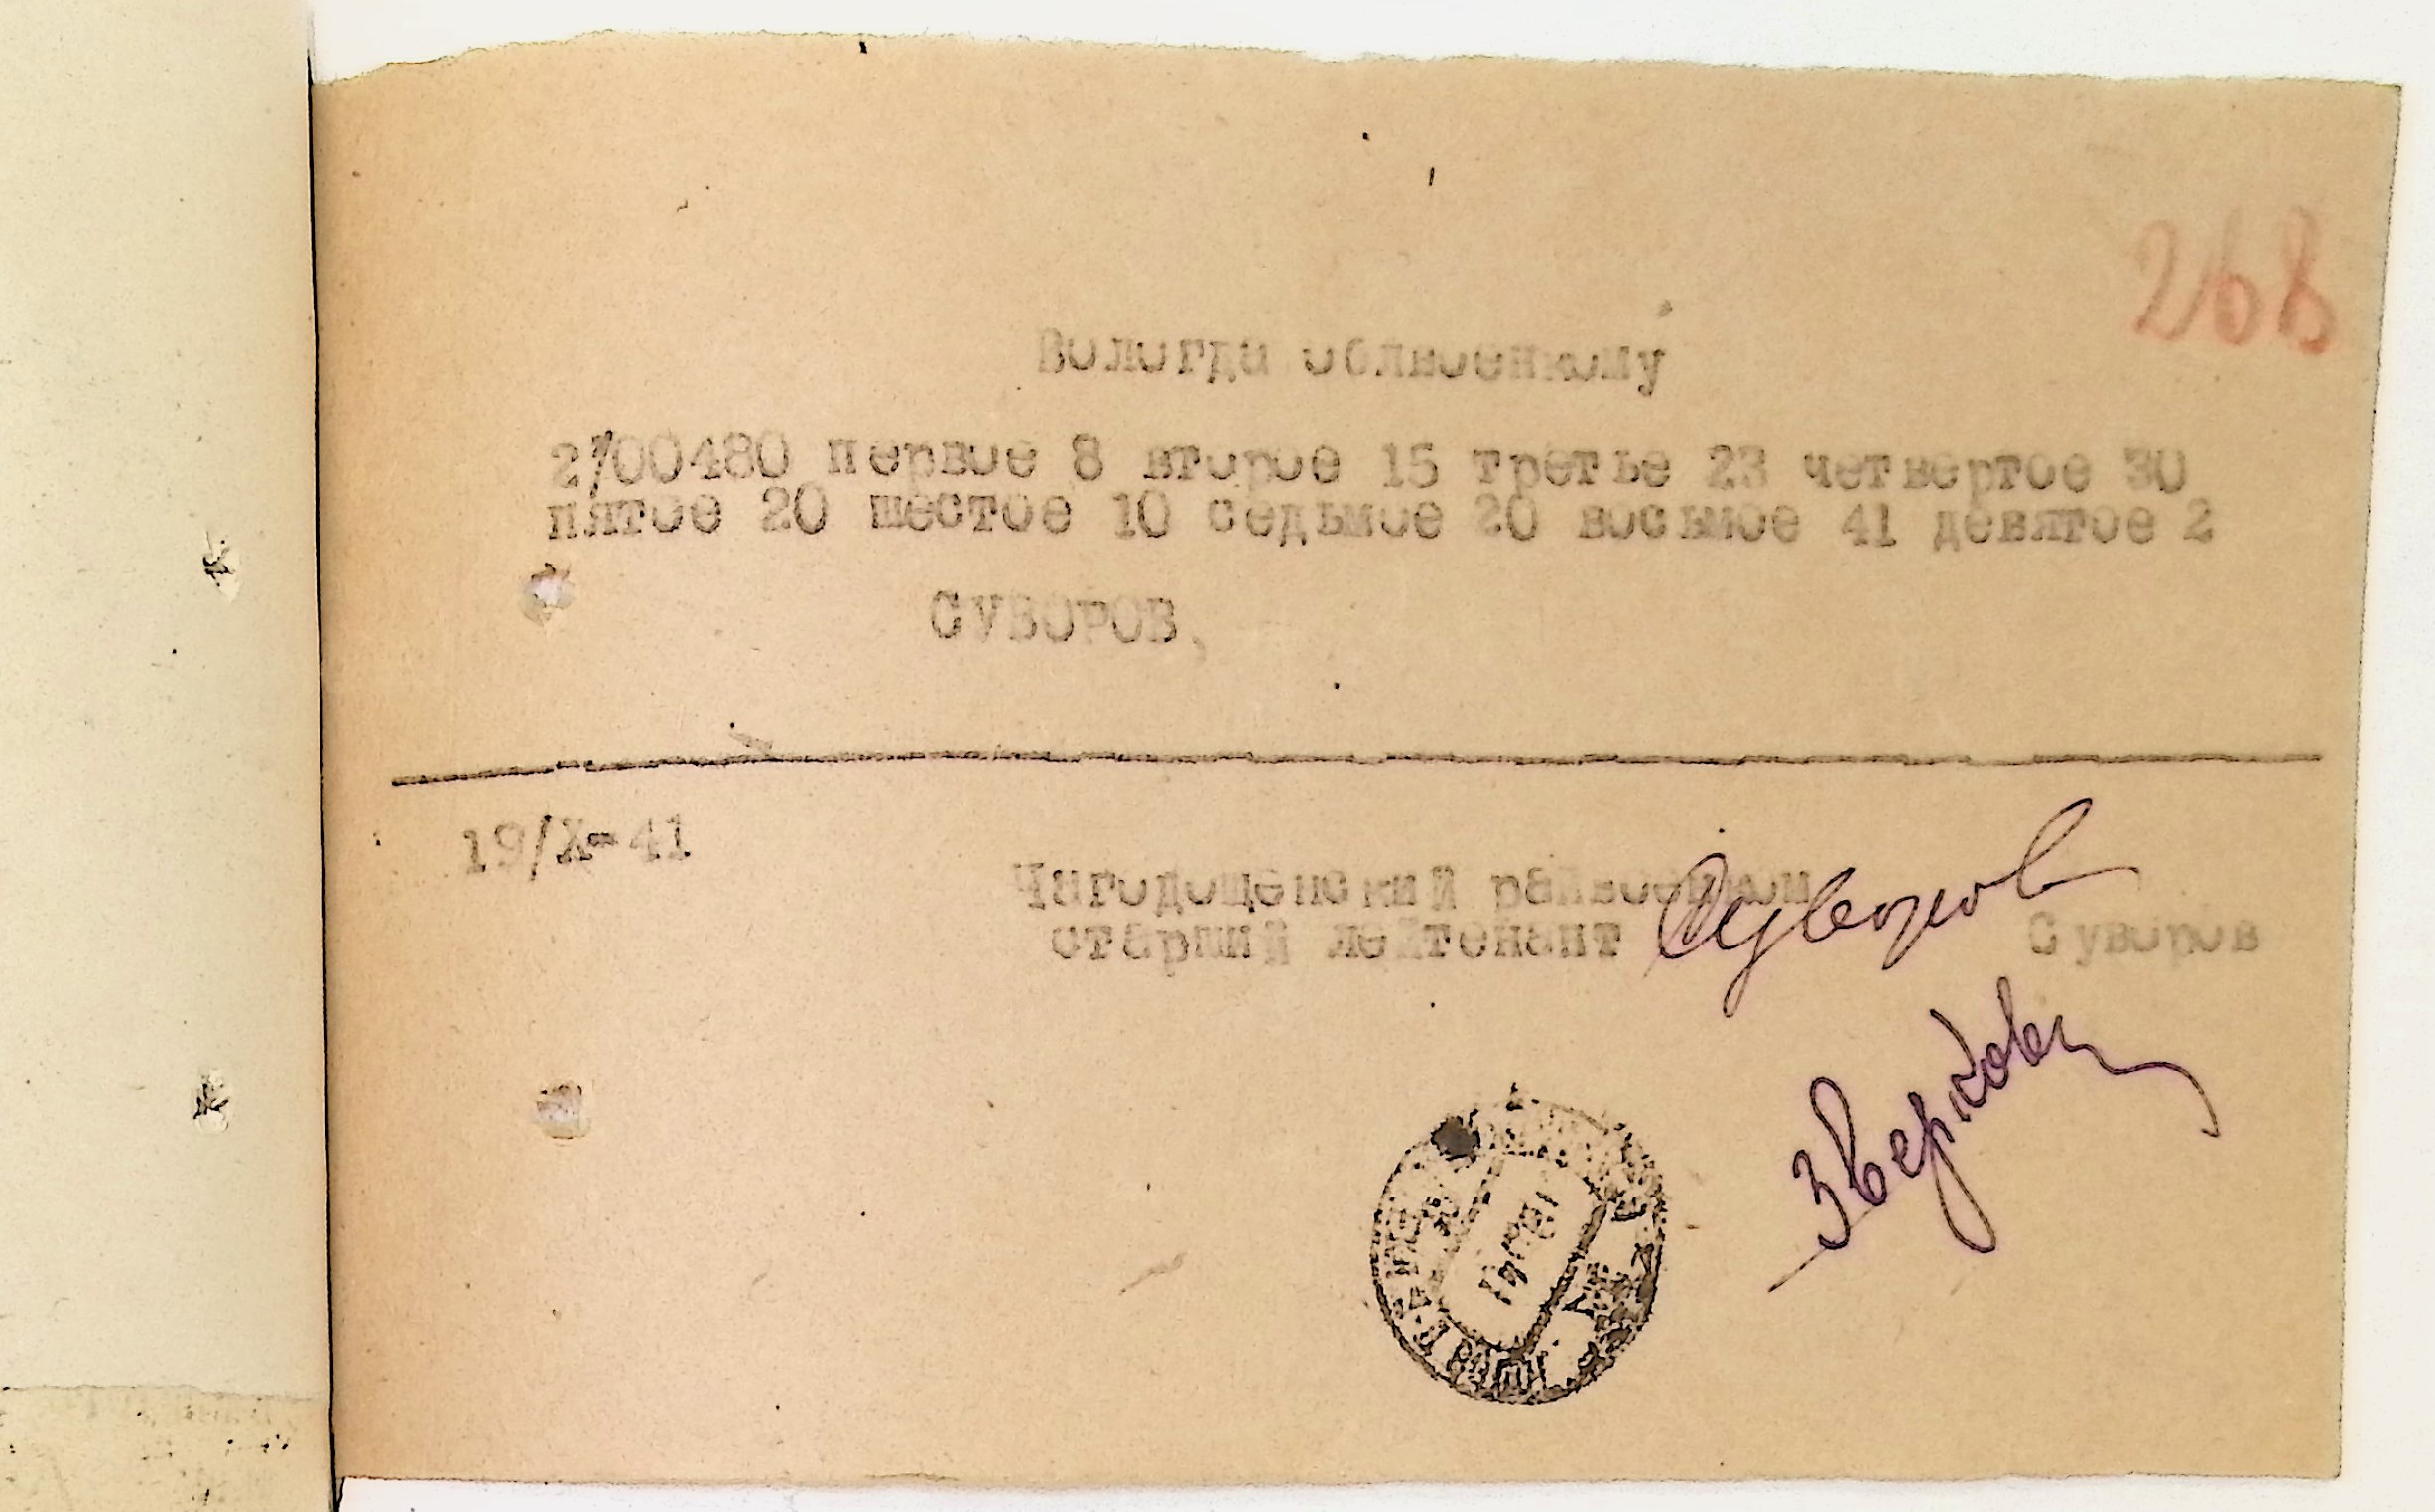 268
Вологда облвоенкому
2/00480 первое 8 второе 15 третье 23 четвертое 30
пятое 20 шестое 10 седьмое 20 восьмое 41 девятое 2
СУВОРОВ,
19/X-41
Чагодощенский райвоенком
старший лейтенант Суворов Суворов
Зверкова